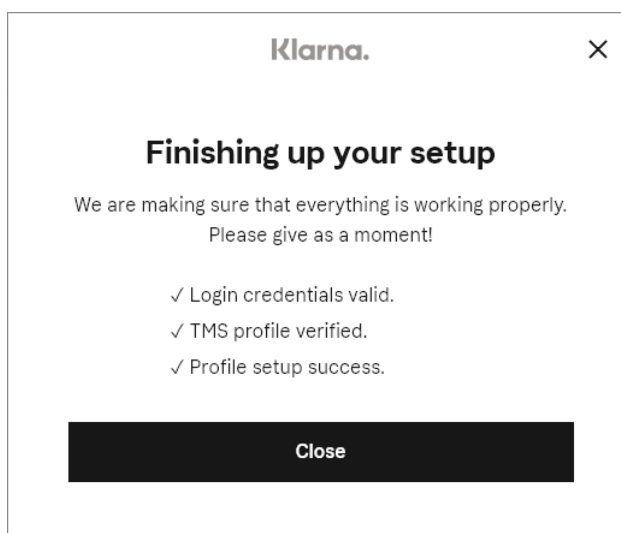 Klarna.
Finishing up your setup
We are making sure that everything is working properly.
Please give as a moment!
✓ Login credentials valid.
✓ TMS profile verified.
✓ Profile setup success.
Close